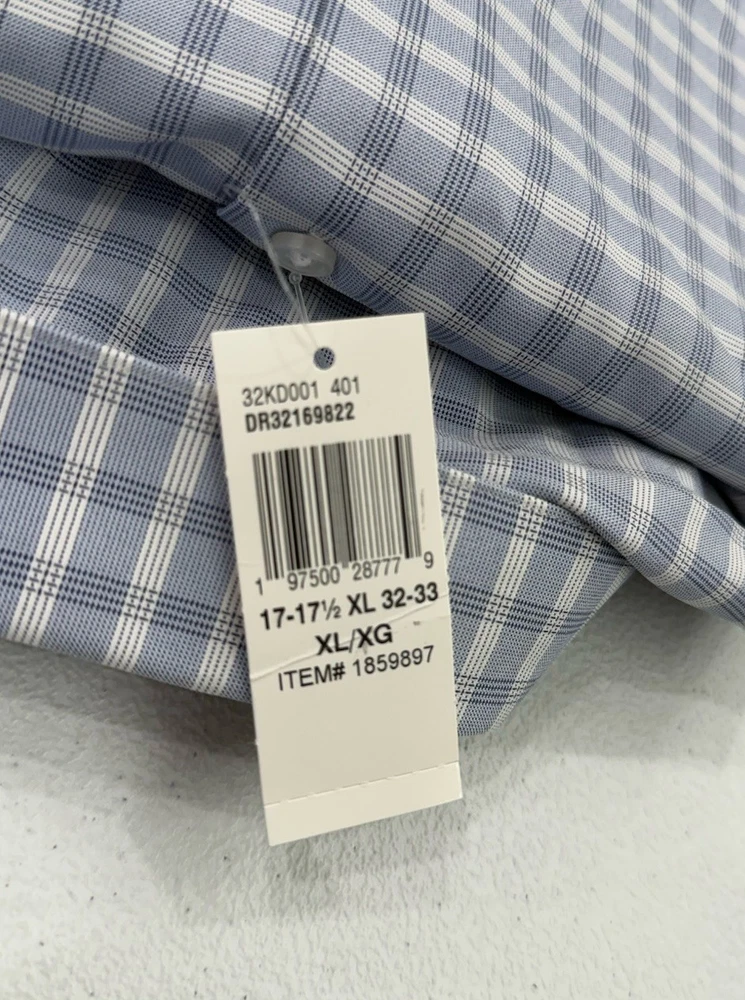 32KD001 401
DR32169822
1 97500 28777 9
17-17½ XL 32-33
XL/XG
ITEM# 1859897